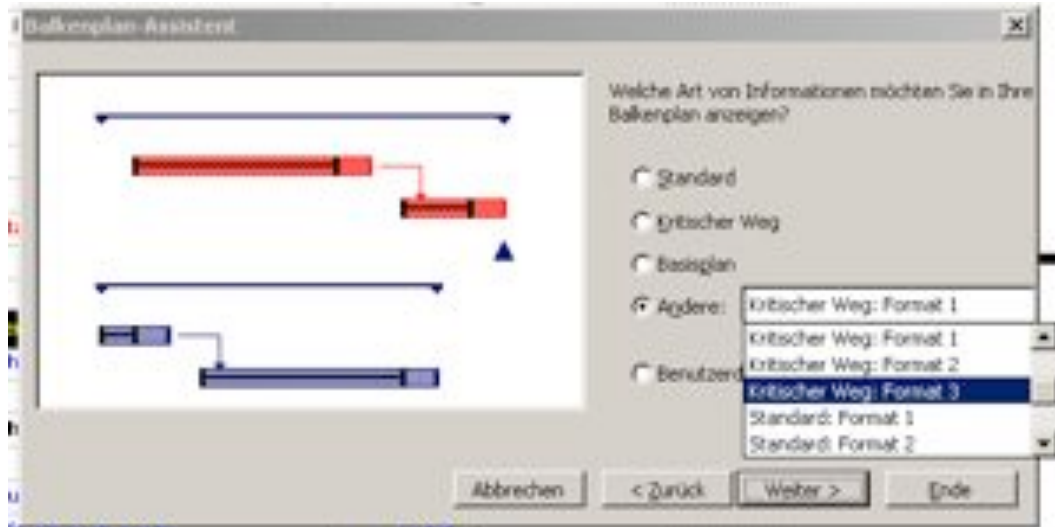 Balkenplan-Assistent
Welche Art von Informationen möchten Sie in Ihre
Balkenplan anzeigen?
Standard
Kritischer Weg
Basisplan
Andere:
Kritischer Weg: Format 1
Kritischer Weg: Format 1
Kritischer Weg: Format 2
Kritischer Weg: Format 3
Standard: Format 1
Standard: Format 2
Benutzerd
Abbrechen
< Zurück
Weiter >
Ende